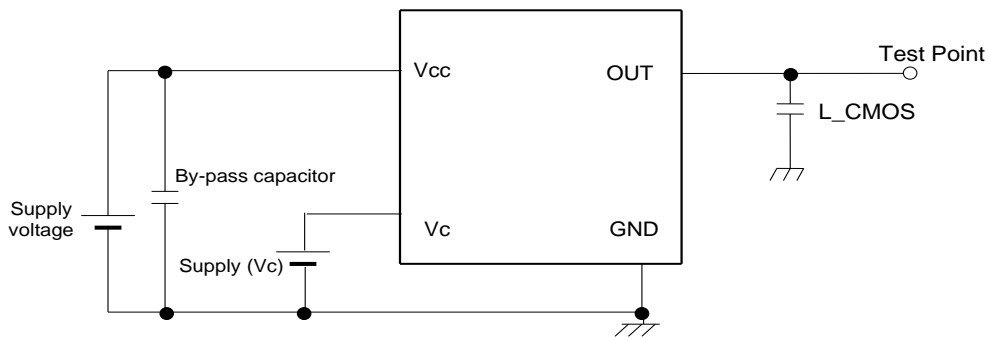 Test Point
Vcc
OUT
L_CMOS
By-pass capacitor
Supply
voltage
Vc
GND
Supply (Vc)